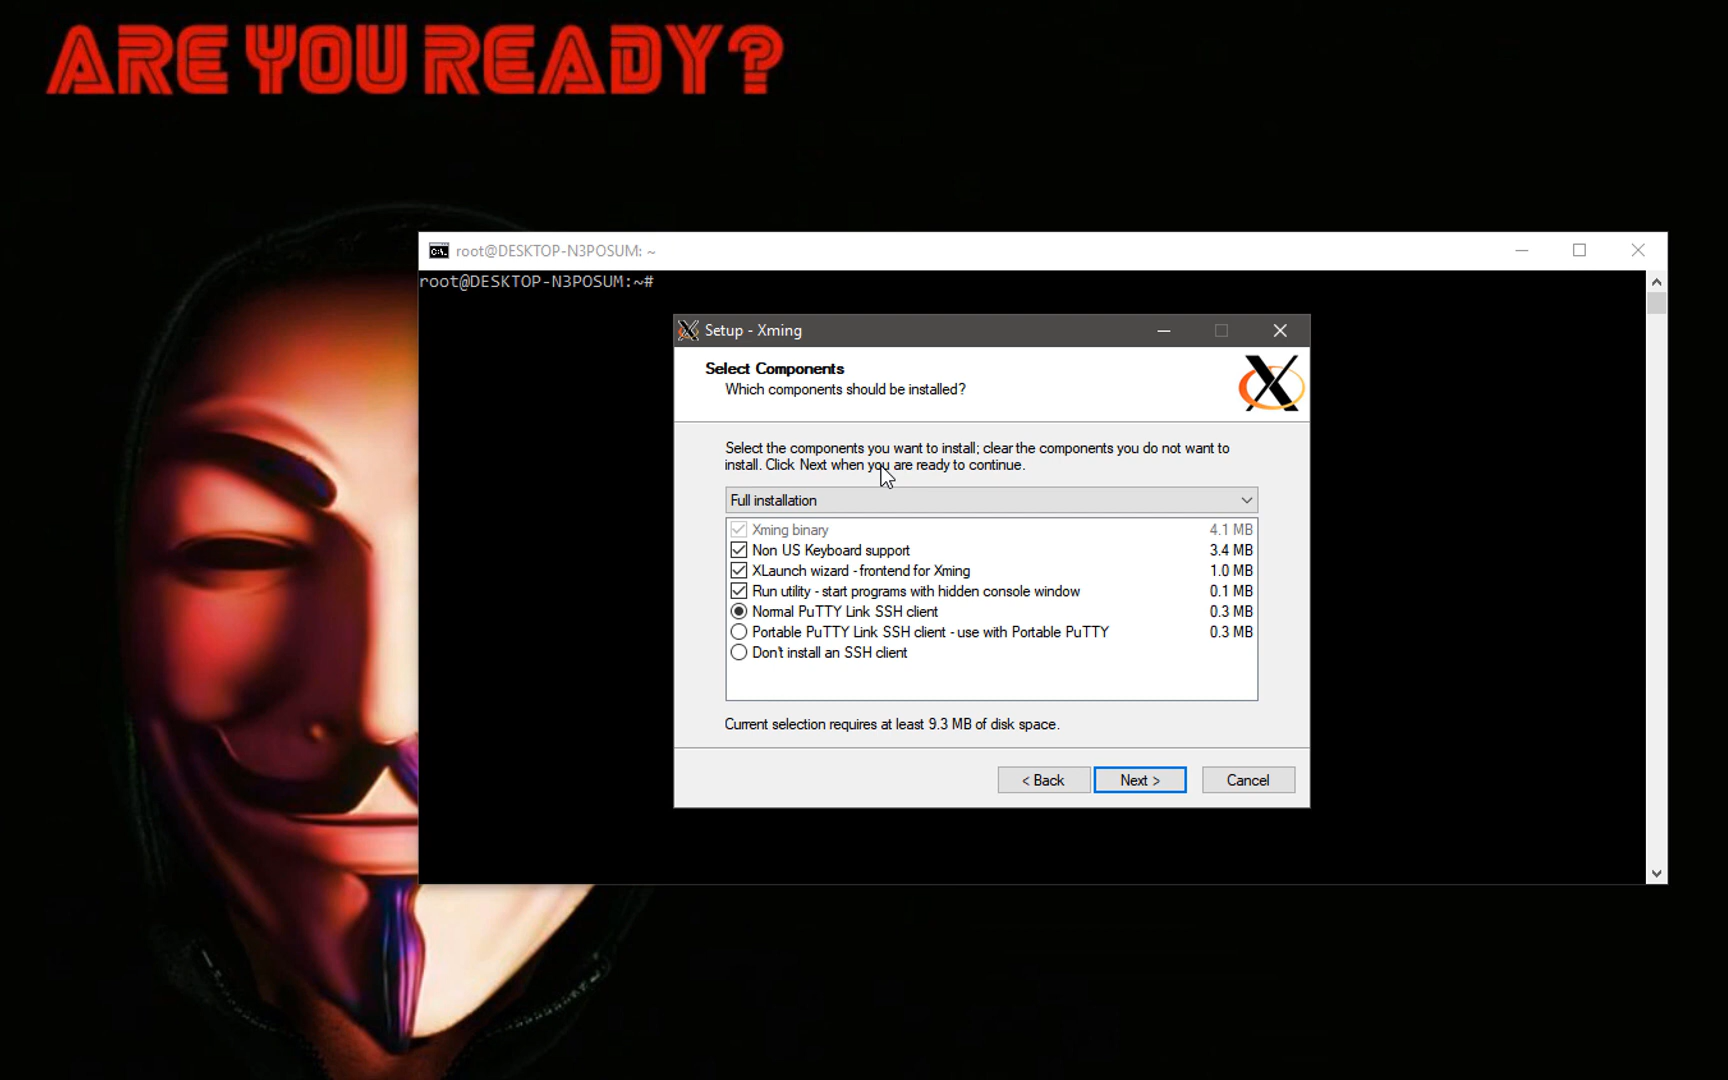 ARE YOU READY?
root@DESKTOP-N3POSUM: ~
root@DESKTOP-N3POSUM:~#
Setup - Xming
Select Components
Which components should be installed?
Select the components you want to install; clear the components you do not want to
install. Click Next when you are ready to continue.
Full installation
Xming binary 4.1 MB
Non US Keyboard support 3.4 MB
XLaunch wizard - frontend for Xming 1.0 MB
Run utility - start programs with hidden console window 0.1 MB
Normal PuTTY Link SSH client 0.3 MB
Portable PuTTY Link SSH client - use with Portable PuTTY 0.3 MB
Don't install an SSH client
Current selection requires at least 9.3 MB of disk space.
< Back Next > Cancel